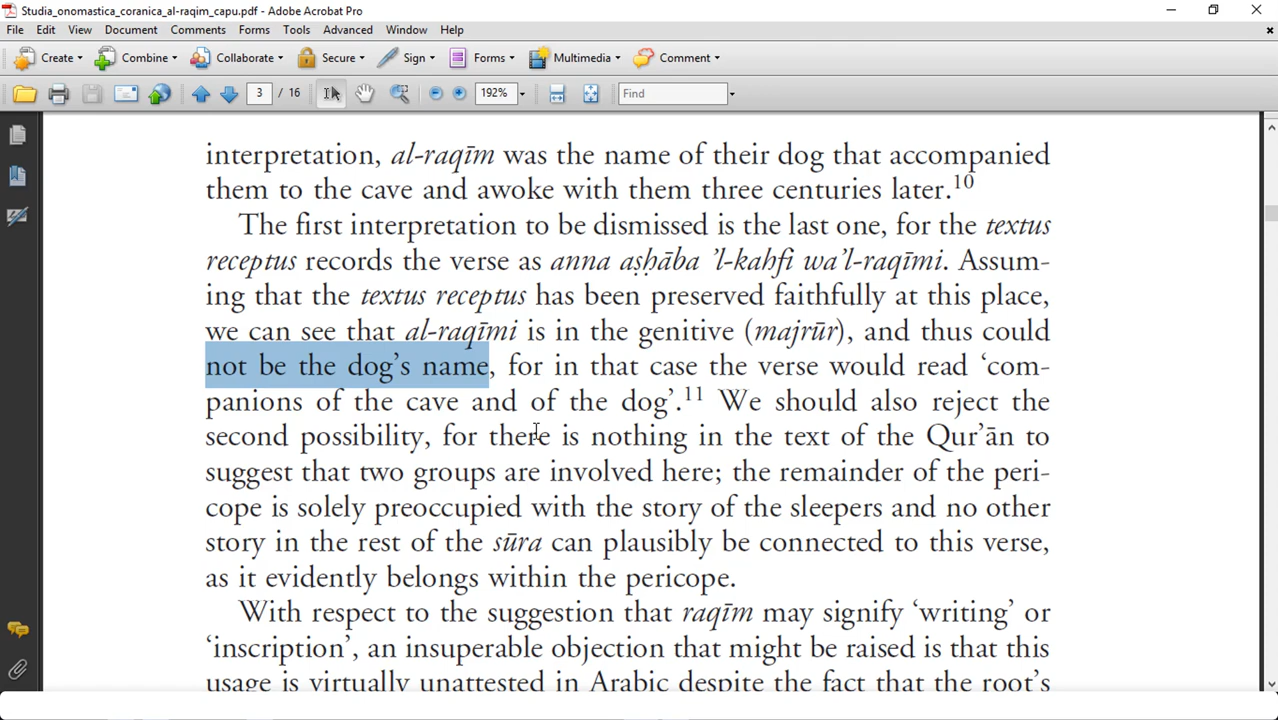 Studia_onomastica_coranica_al-raqim_capu.pdf - Adobe Acrobat Pro
File Edit View Document Comments Forms Tools Advanced Window Help
Create Combine Collaborate Secure Sign Forms Multimedia Comment
3 / 16 192% Find
interpretation, al-raqīm was the name of their dog that accompanied
them to the cave and awoke with them three centuries later.10
The first interpretation to be dismissed is the last one, for the textus
receptus records the verse as anna aṣḥāba ’l-kahfi wa’l-raqīmi. Assum-
ing that the textus receptus has been preserved faithfully at this place,
we can see that al-raqīmi is in the genitive (majrūr), and thus could
not be the dog’s name, for in that case the verse would read ‘com-
panions of the cave and of the dog’.11 We should also reject the
second possibility, for there is nothing in the text of the Qur’ān to
suggest that two groups are involved here; the remainder of the peri-
cope is solely preoccupied with the story of the sleepers and no other
story in the rest of the sūra can plausibly be connected to this verse,
as it evidently belongs within the pericope.
With respect to the suggestion that raqīm may signify ‘writing’ or
‘inscription’, an insuperable objection that might be raised is that this
usage is virtually unattested in Arabic despite the fact that the root’s